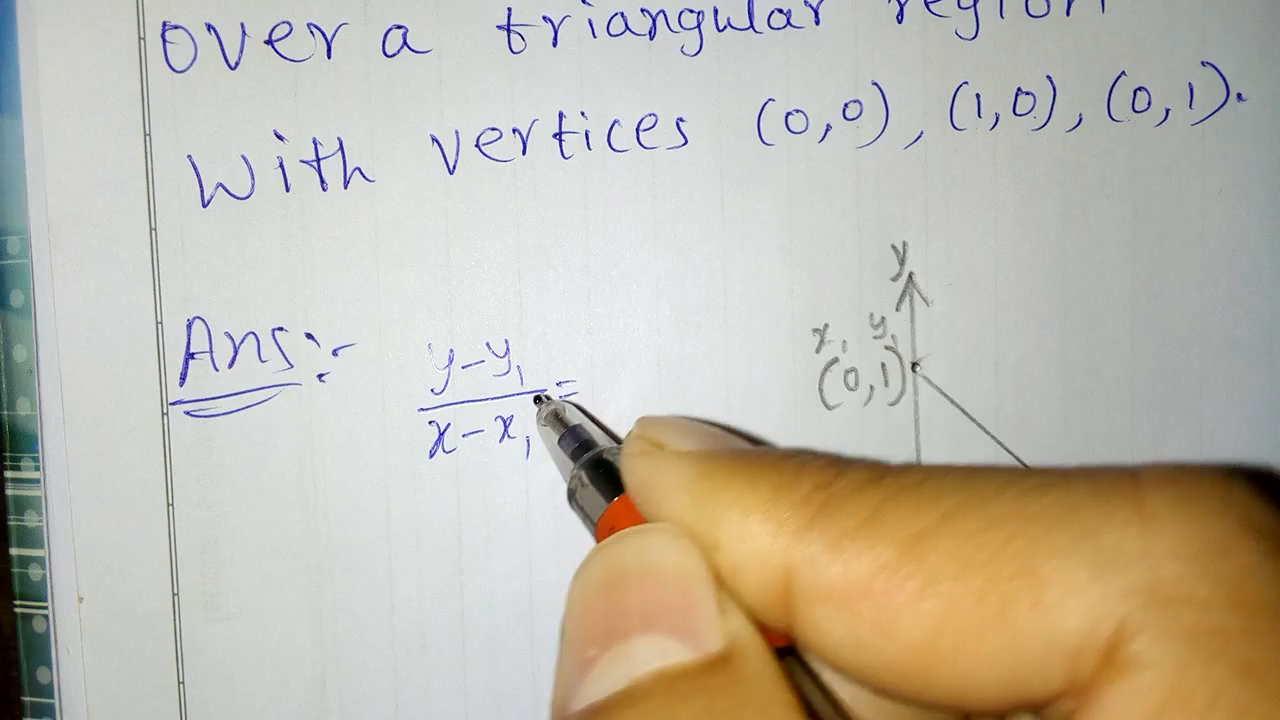 over a triangular region
With vertices (0,0), (1,0), (0,1).
y
x₁ y₁
(0,1)
Ans:-
y-y₁
x-x₁ =